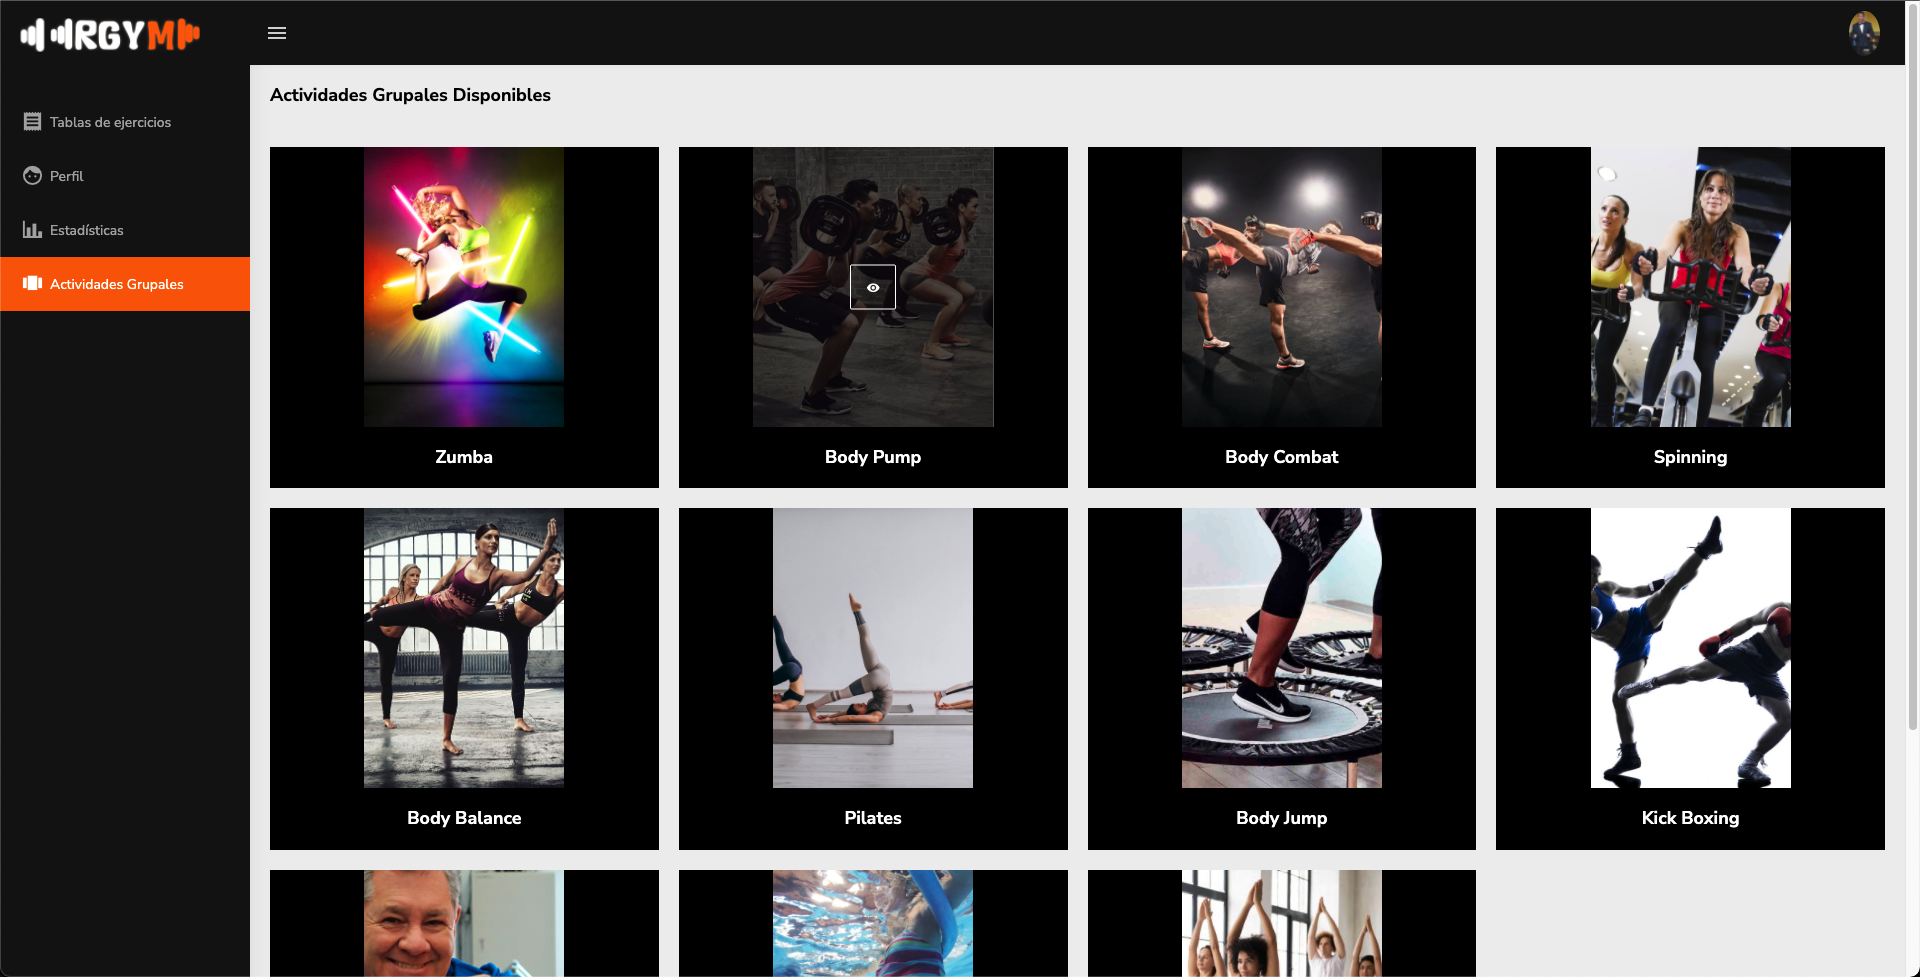 IRGYM
Tablas de ejercicios
Perfil
Estadísticas
Actividades Grupales
Actividades Grupales Disponibles
Zumba
Body Pump
Body Combat
Spinning
Body Balance
Pilates
Body Jump
Kick Boxing